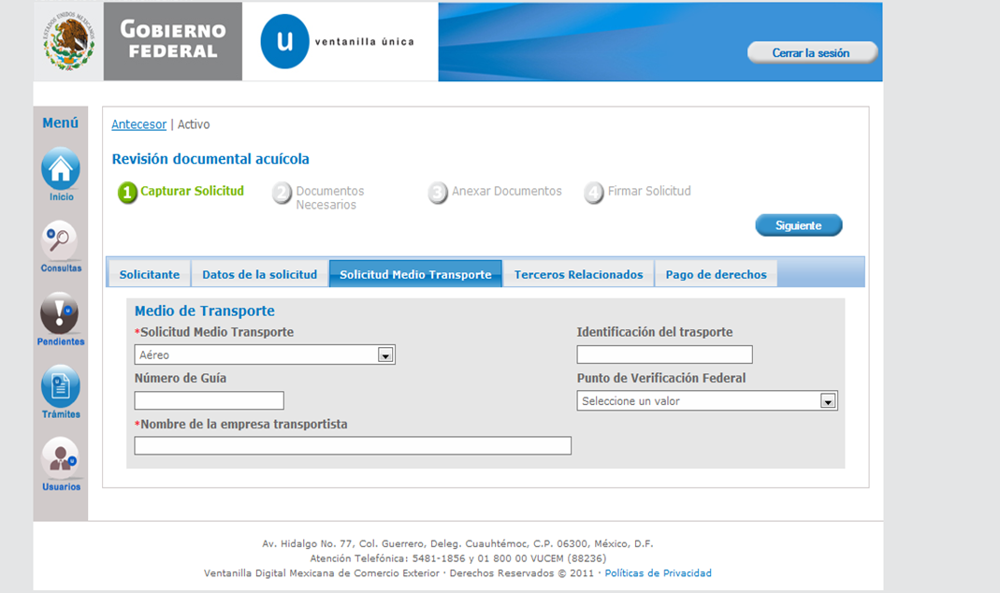 ESTADOS UNIDOS MEXICANOS
GOBIERNO
FEDERAL
u
ventanilla única
Cerrar la sesión
Menú
Inicio
Consultas
Pendientes
Trámites
Usuarios
Antecesor | Activo
Revisión documental acuícola
1 Capturar Solicitud
2 Documentos
Necesarios
3 Anexar Documentos
4 Firmar Solicitud
Siguiente
Solicitante
Datos de la solicitud
Solicitud Medio Transporte
Terceros Relacionados
Pago de derechos
Medio de Transporte
*Solicitud Medio Transporte
Identificación del trasporte
Aéreo
Número de Guía
Punto de Verificación Federal
Seleccione un valor
*Nombre de la empresa transportista
Av. Hidalgo No. 77, Col. Guerrero, Deleg. Cuauhtémoc, C.P. 06300, México, D.F.
Atención Telefónica: 5481-1856 y 01 800 00 VUCEM (88236)
Ventanilla Digital Mexicana de Comercio Exterior · Derechos Reservados © 2011 · Políticas de Privacidad